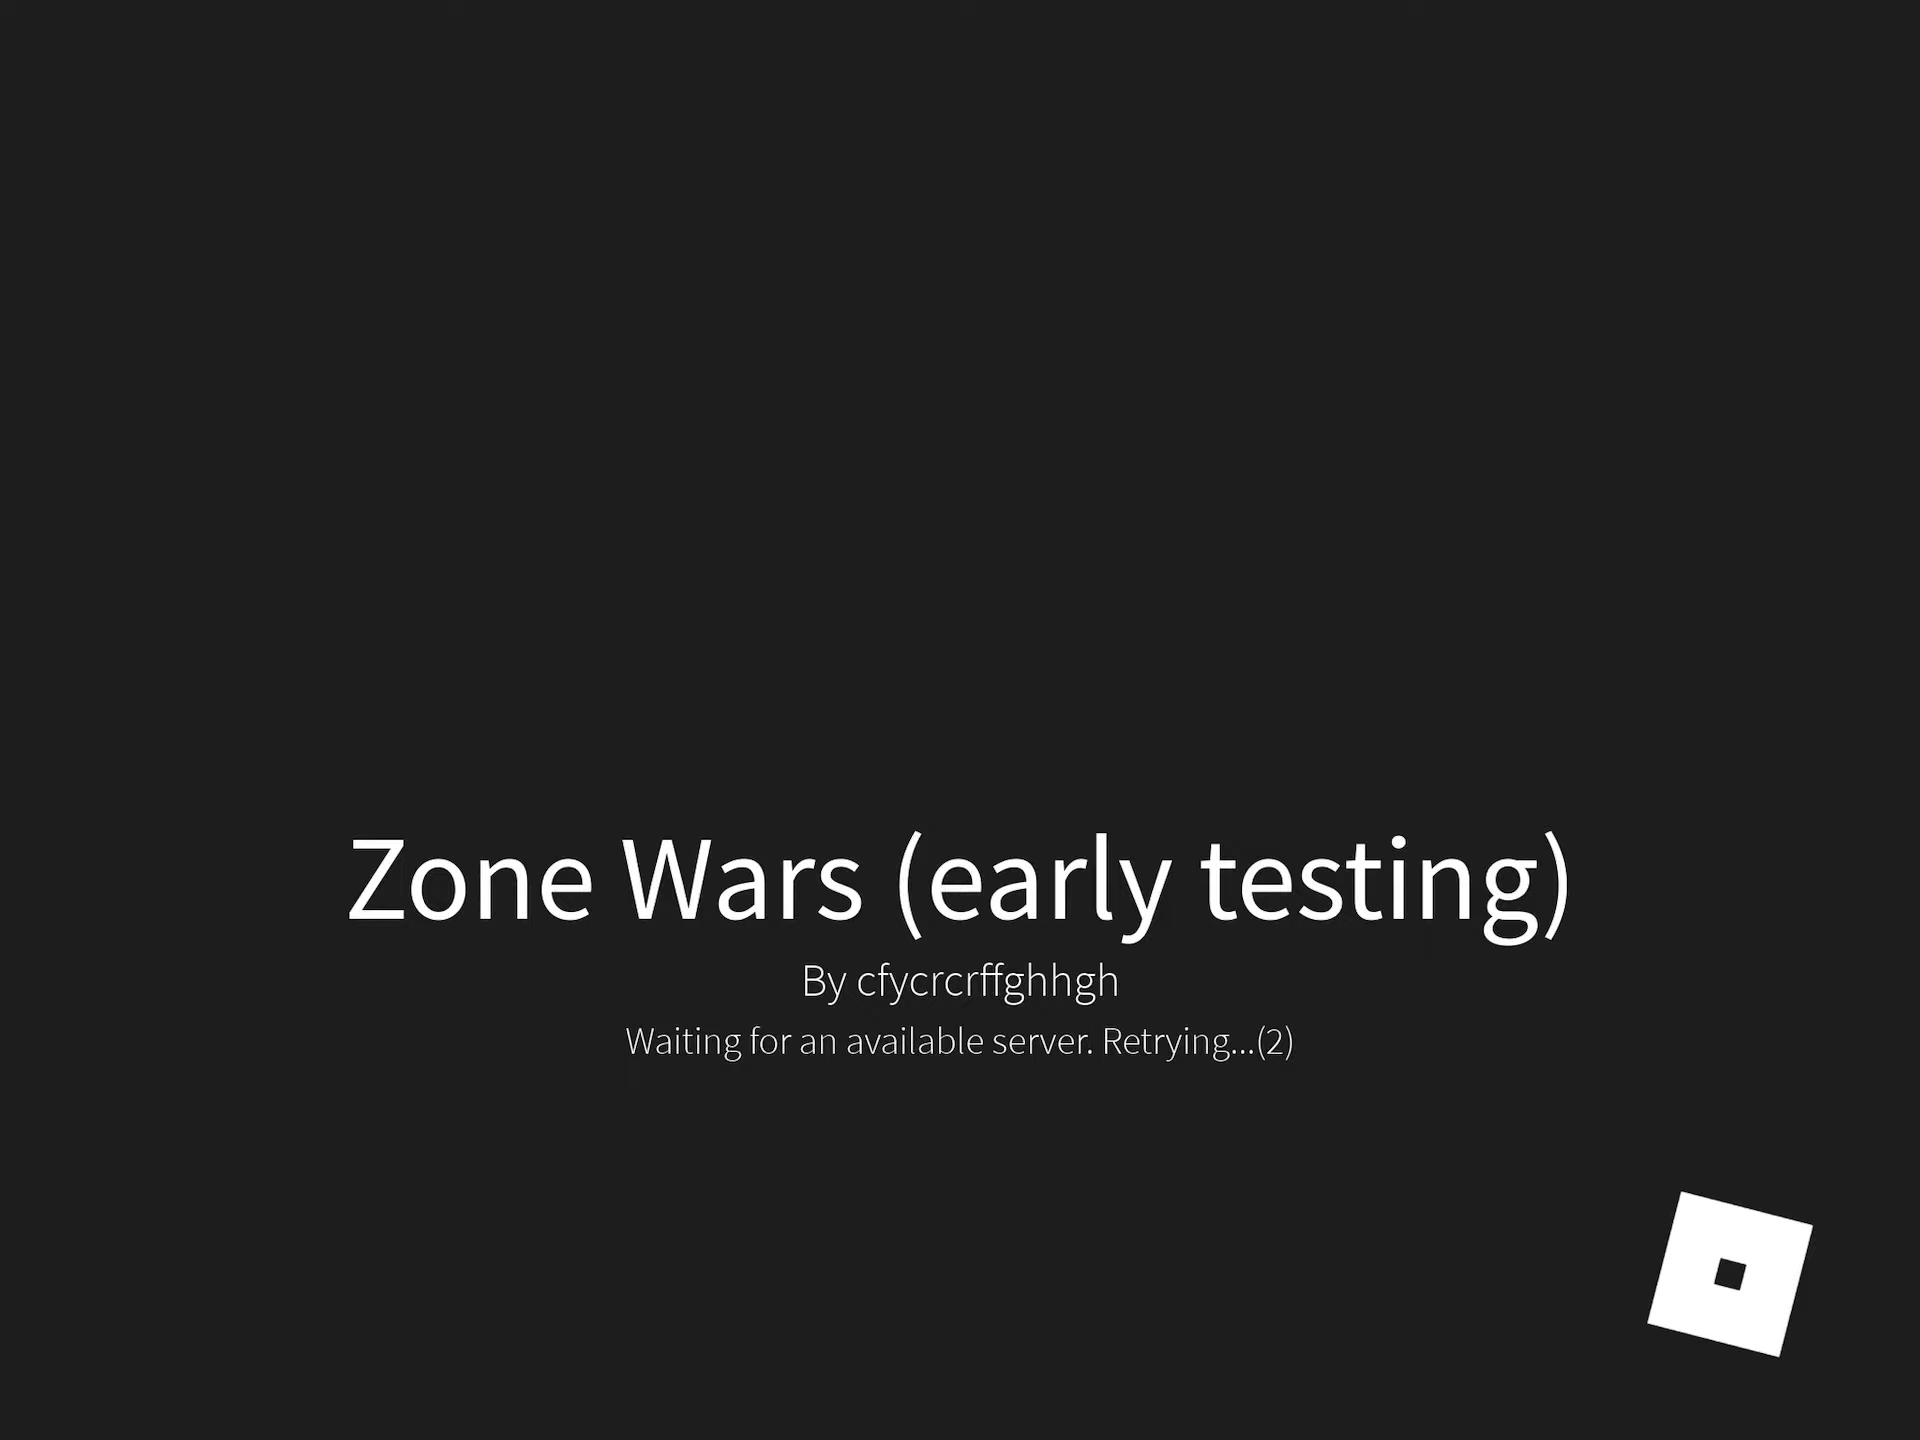 Zone Wars (early testing)
By cfycrcrffghhgh
Waiting for an available server. Retrying...(2)